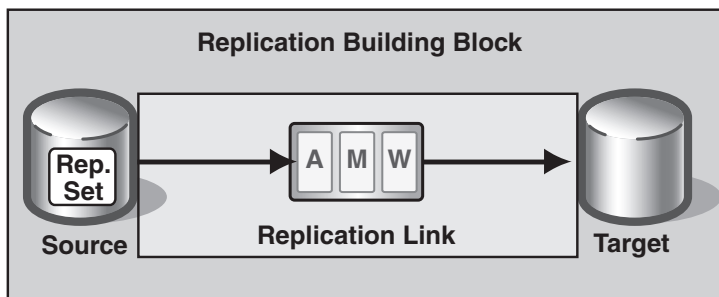 Replication Building Block
Rep.
Set
A M W
Source
Replication Link
Target